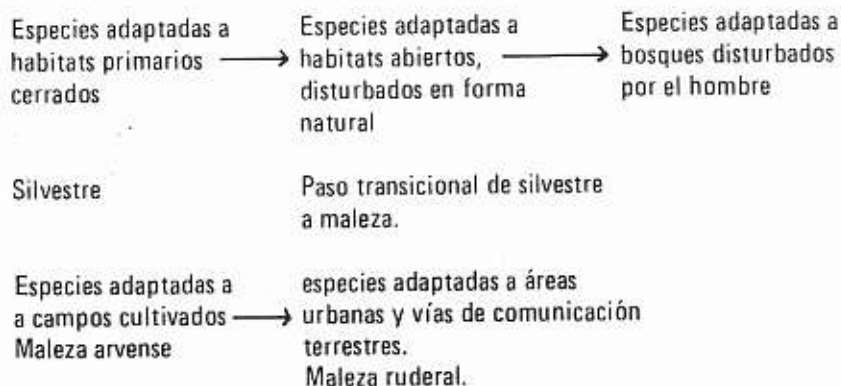 Especies adaptadas a
habitats primarios
cerrados
Especies adaptadas a
habitats abiertos,
disturbados en forma
natural
Especies adaptadas a
bosques disturbados
por el hombre
Silvestre
Paso transicional de silvestre
a maleza.
Especies adaptadas a
a campos cultivados
Maleza arvense
especies adaptadas a áreas
urbanas y vías de comunicación
terrestres.
Maleza ruderal.